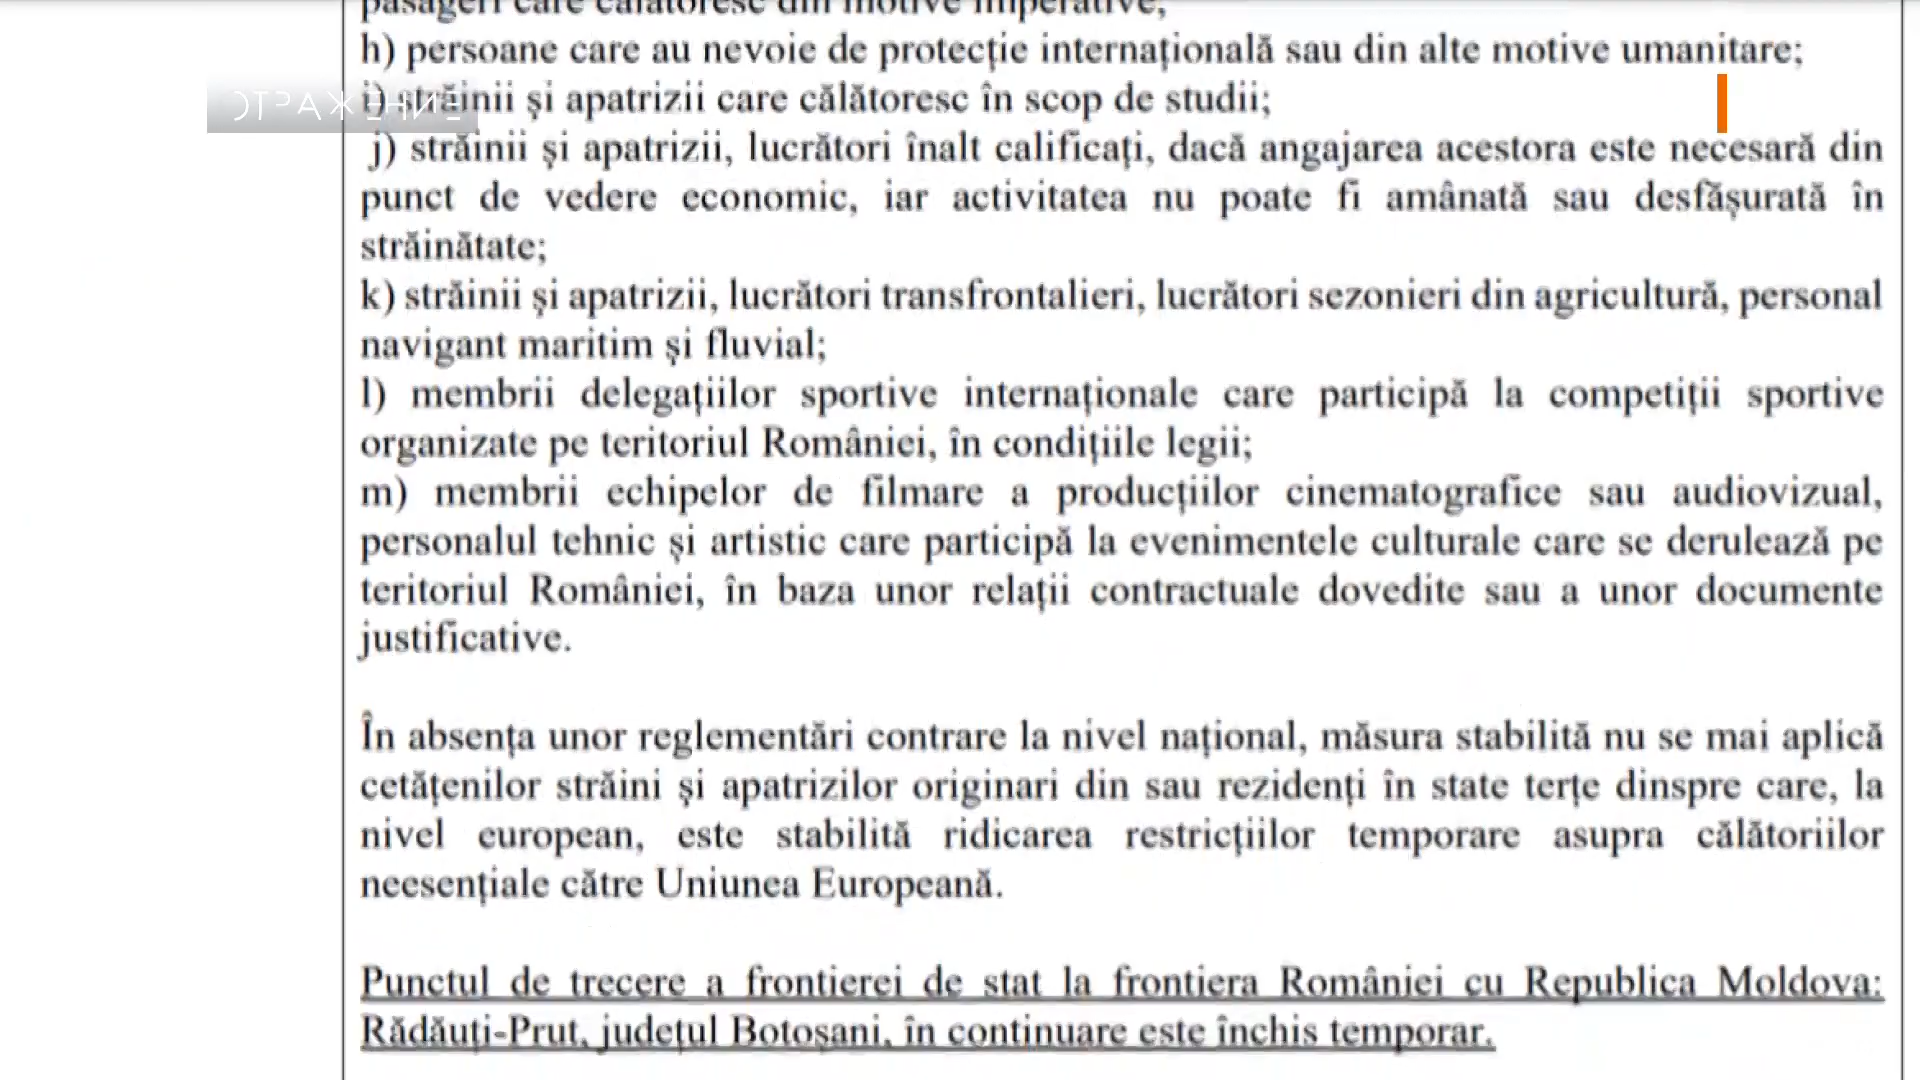 pasageri care călătoresc din motive imperative;
h) persoane care au nevoie de protecție internațională sau din alte motive umanitare;
ОТРАЖЕНИЕ
i) străinii și apatrizii care călătoresc în scop de studii;
j) străinii și apatrizii, lucrători înalt calificați, dacă angajarea acestora este necesară din
punct de vedere economic, iar activitatea nu poate fi amânată sau desfășurată în
străinătate;
k) străinii și apatrizii, lucrători transfrontalieri, lucrători sezonieri din agricultură, personal
navigant maritim și fluvial;
l) membrii delegațiilor sportive internaționale care participă la competiții sportive
organizate pe teritoriul României, în condițiile legii;
m) membrii echipelor de filmare a producțiilor cinematografice sau audiovizual,
personalul tehnic și artistic care participă la evenimentele culturale care se derulează pe
teritoriul României, în baza unor relații contractuale dovedite sau a unor documente
justificative.
În absența unor reglementări contrare la nivel național, măsura stabilită nu se mai aplică
cetățenilor străini și apatrizilor originari din sau rezidenți în state terțe dinspre care, la
nivel european, este stabilită ridicarea restricțiilor temporare asupra călătoriilor
neesențiale către Uniunea Europeană.
Punctul de trecere a frontierei de stat la frontiera României cu Republica Moldova:
Rădăuți-Prut, județul Botoșani, în continuare este închis temporar.